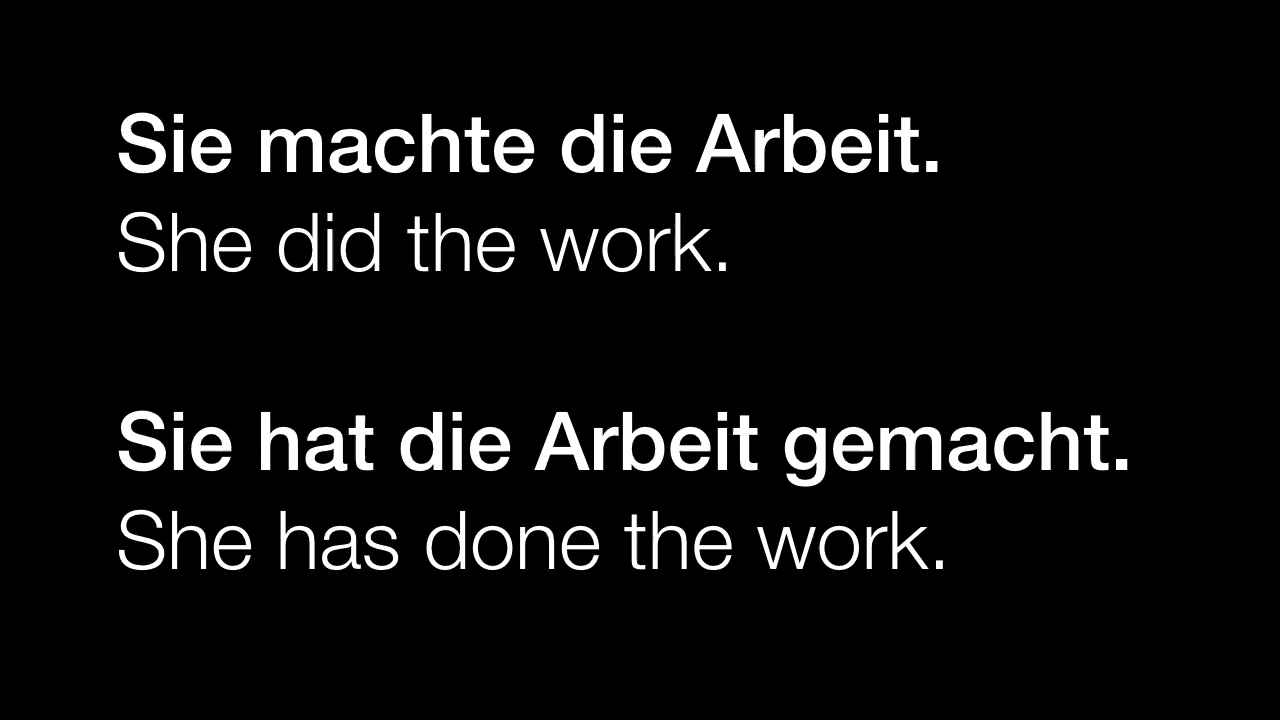 Sie machte die Arbeit.
She did the work.
Sie hat die Arbeit gemacht.
She has done the work.